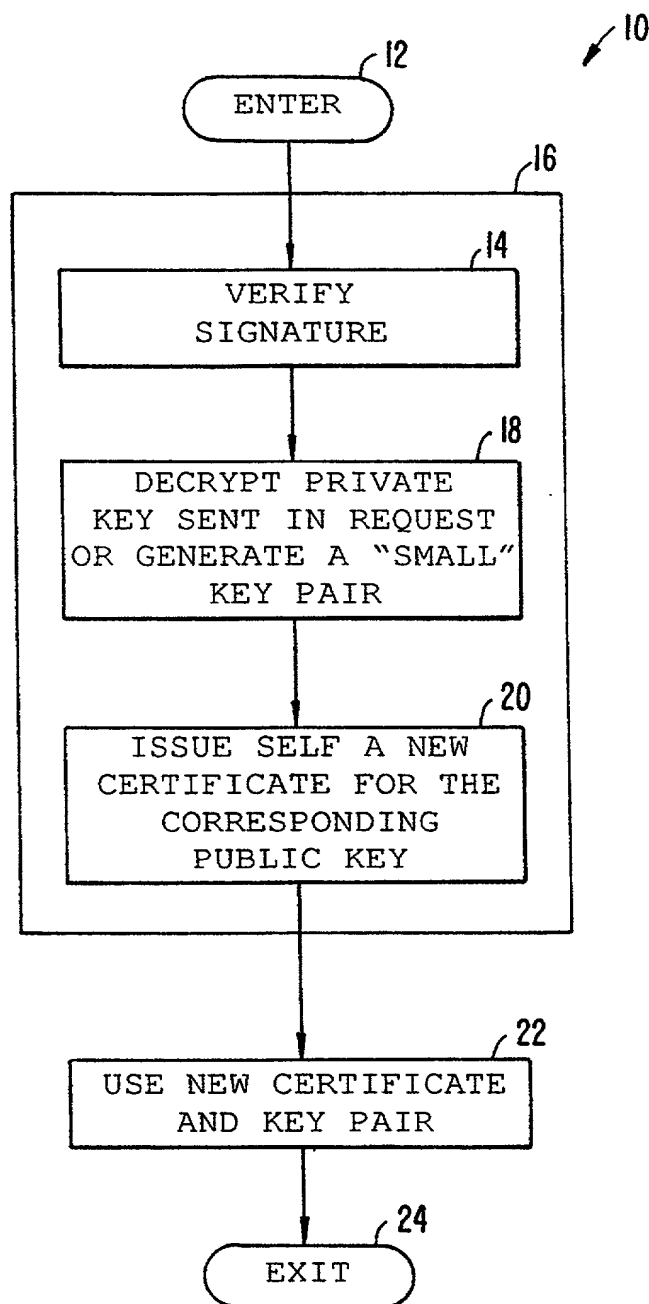 10
12
ENTER
16
14
VERIFY
SIGNATURE
18
DECRYPT PRIVATE
KEY SENT IN REQUEST
OR GENERATE A “SMALL”
KEY PAIR
20
ISSUE SELF A NEW
CERTIFICATE FOR THE
CORRESPONDING
PUBLIC KEY
22
USE NEW CERTIFICATE
AND KEY PAIR
24
EXIT